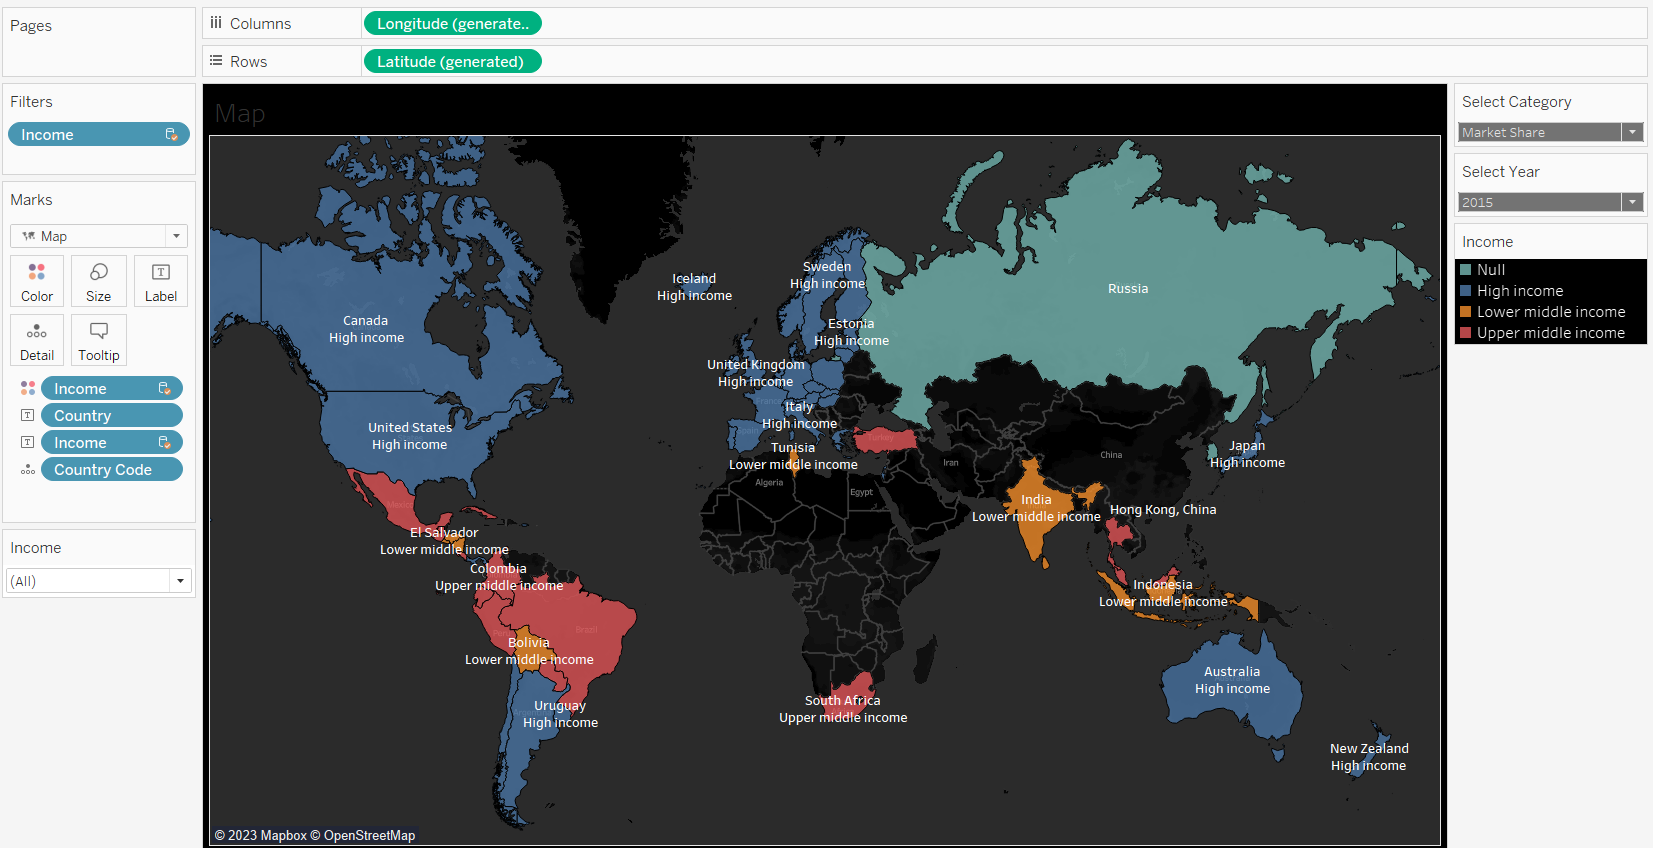 Pages
Columns
Longitude (generate..
Rows
Latitude (generated)
Filters
Income
Marks
Map
Color
Size
Label
Detail
Tooltip
Income
Country
Income
Country Code
Income
(All)
Map
Iceland
High income
Sweden
High income
Russia
Canada
High income
Estonia
High income
United Kingdom
High income
France
Italy
High income
United States
High income
Spain
Turkey
Tunisia
Lower middle income
Japan
High income
Iran
China
Algeria
Egypt
Mexico
India
Lower middle income
Hong Kong, China
El Salvador
Lower middle income
Colombia
Upper middle income
Indonesia
Lower middle income
Brazil
Peru
Bolivia
Lower middle income
Australia
High income
Uruguay
High income
South Africa
Upper middle income
New Zealand
High income
© 2023 Mapbox © OpenStreetMap
Select Category
Market Share
Select Year
2015
Income
Null
High income
Lower middle income
Upper middle income